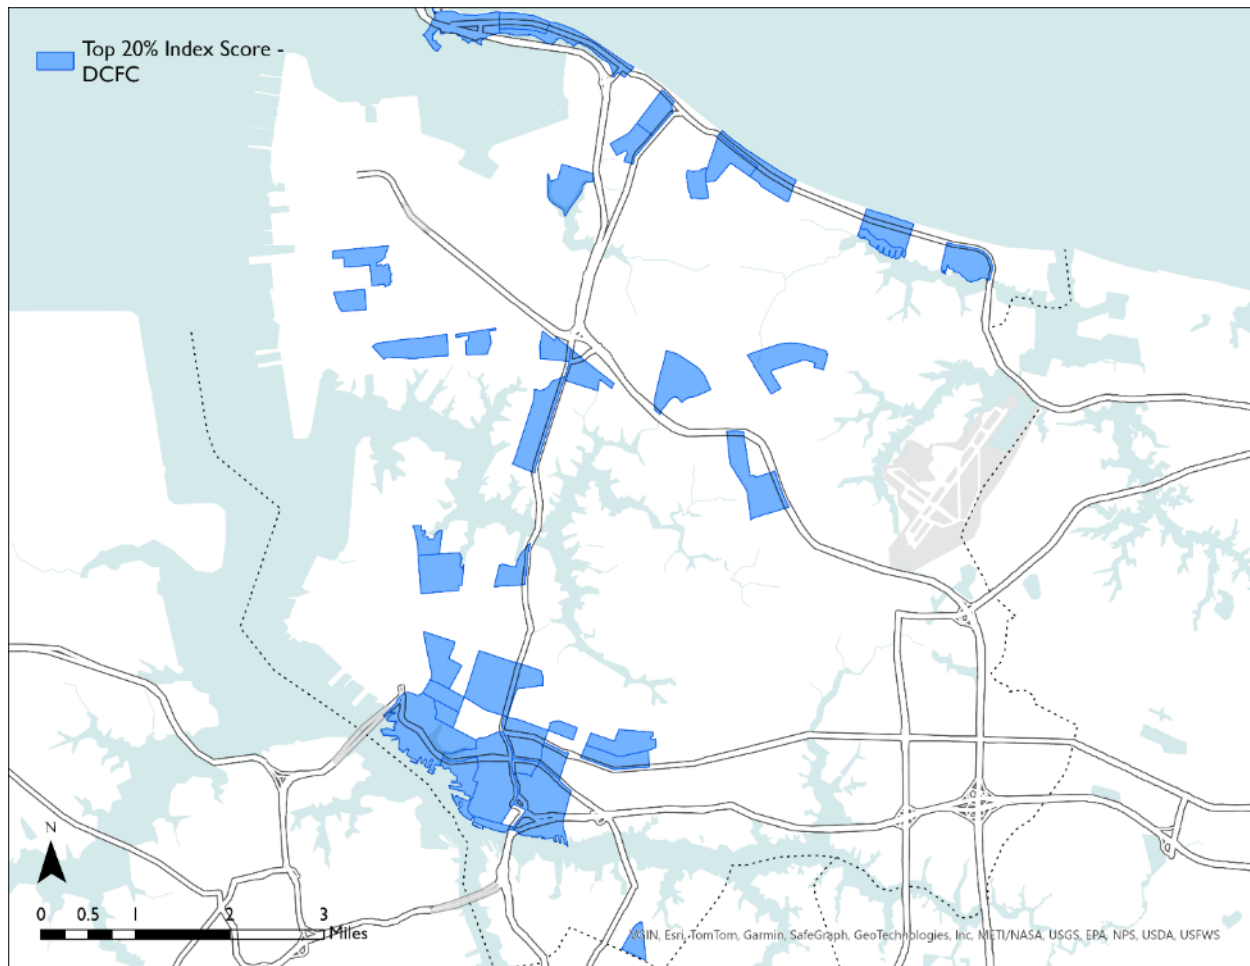 Top 20% Index Score -
DCFC
N
0 0.5 1 2 3
Miles
VGIN, Esri, TomTom, Garmin, SafeGraph, GeoTechnologies, Inc, METI/NASA, USGS, EPA, NPS, USDA, USFWS